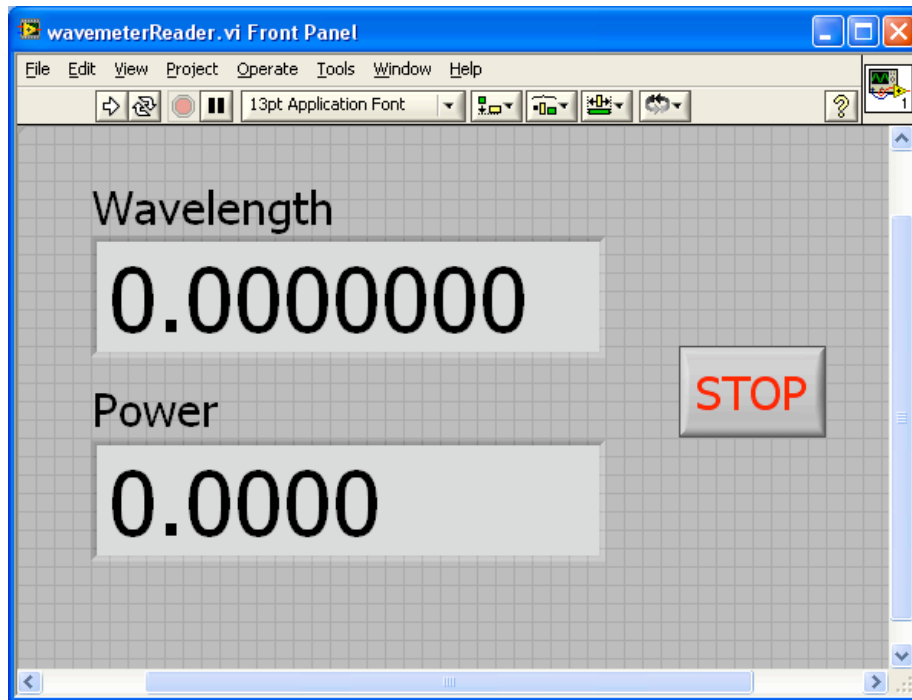 wavemeterReader.vi Front Panel
File Edit View Project Operate Tools Window Help
13pt Application Font
1
Wavelength
0.0000000
STOP
Power
0.0000